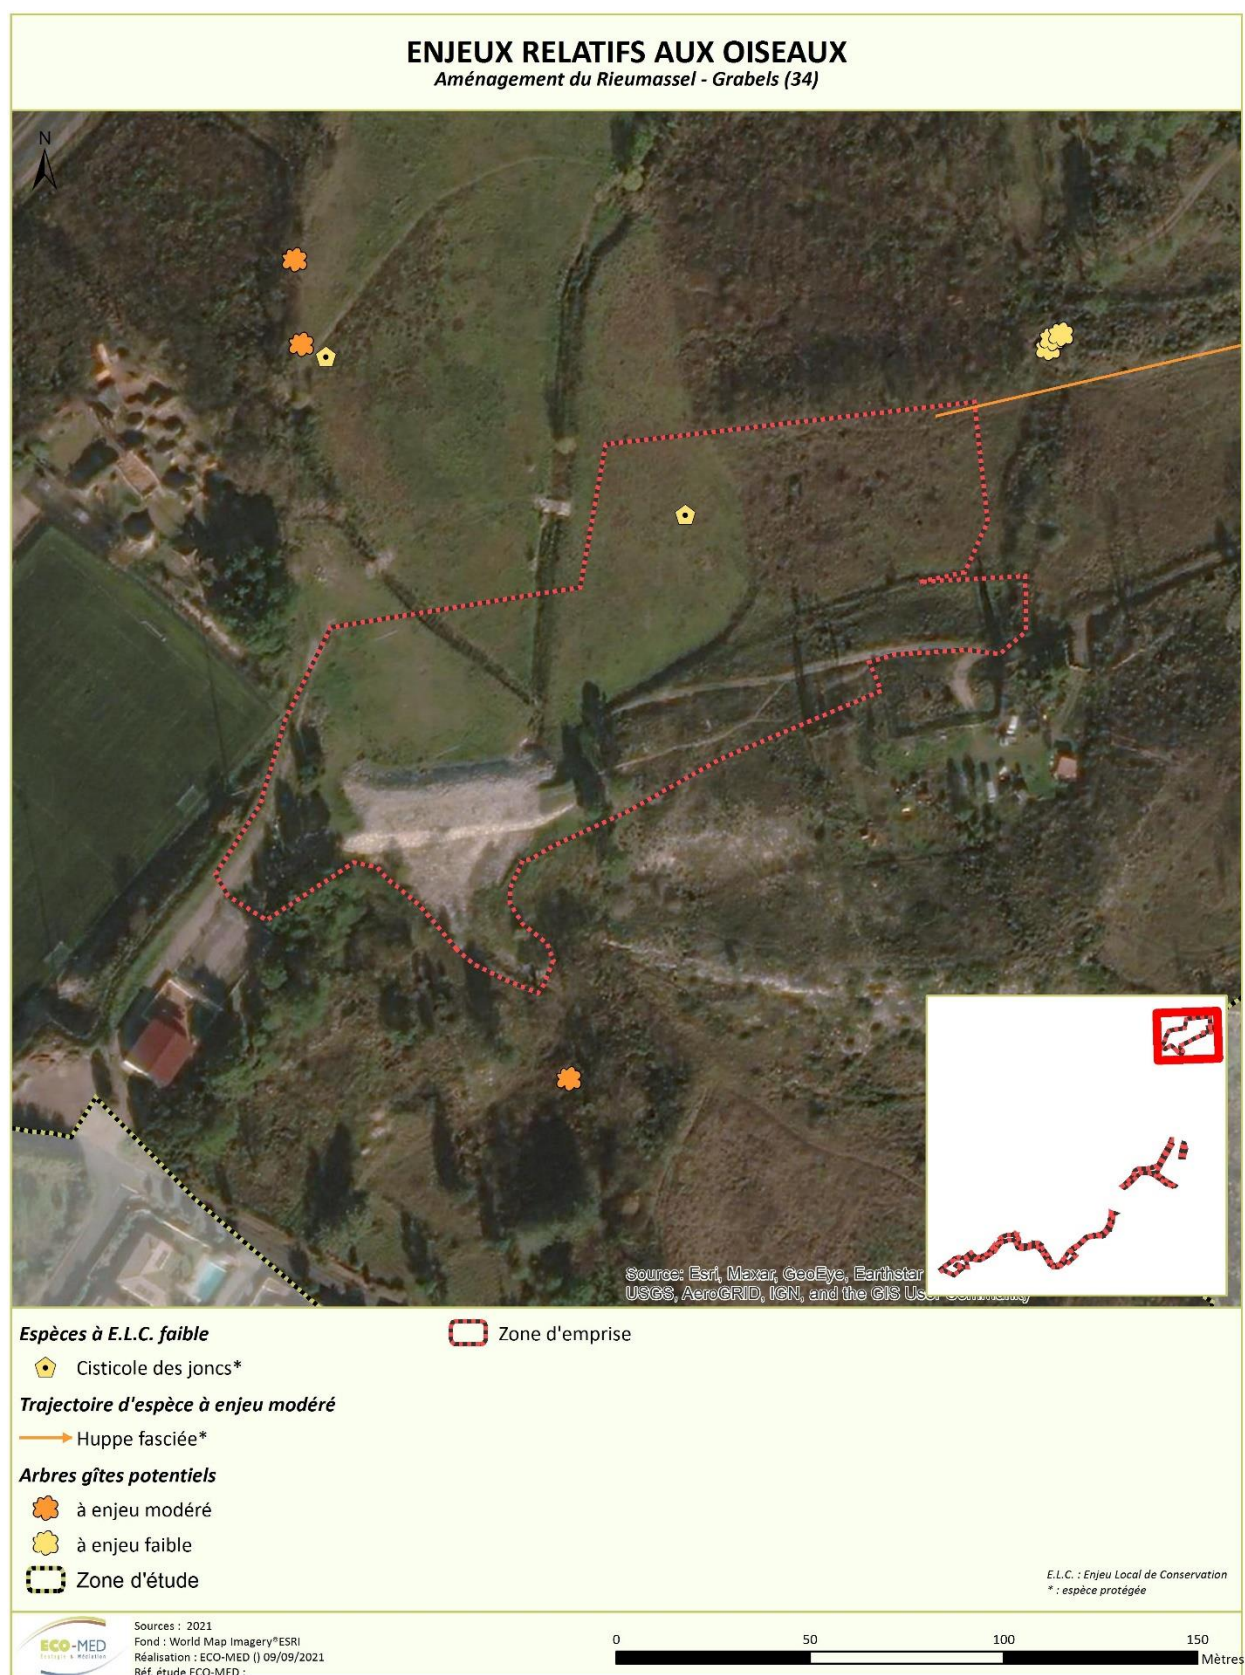 ENJEUX RELATIFS AUX OISEAUX
Aménagement du Rieumassel - Grabels (34)
N
Source: Esri, Maxar, GeoEye, Earthstar
USGS, AeroGRID, IGN, and the GIS User Community
Espèces à E.L.C. faible
Zone d'emprise
Cisticole des joncs*
Trajectoire d'espèce à enjeu modéré
Huppe fasciée*
Arbres gîtes potentiels
à enjeu modéré
à enjeu faible
Zone d'étude
E.L.C. : Enjeu Local de Conservation
* : espèce protégée
ECO-MED
Ecologie & Médiation
Sources : 2021
Fond : World Map Imagery®ESRI
Réalisation : ECO-MED () 09/09/2021
Réf. étude ECO-MED :
0 50 100 150
Mètres